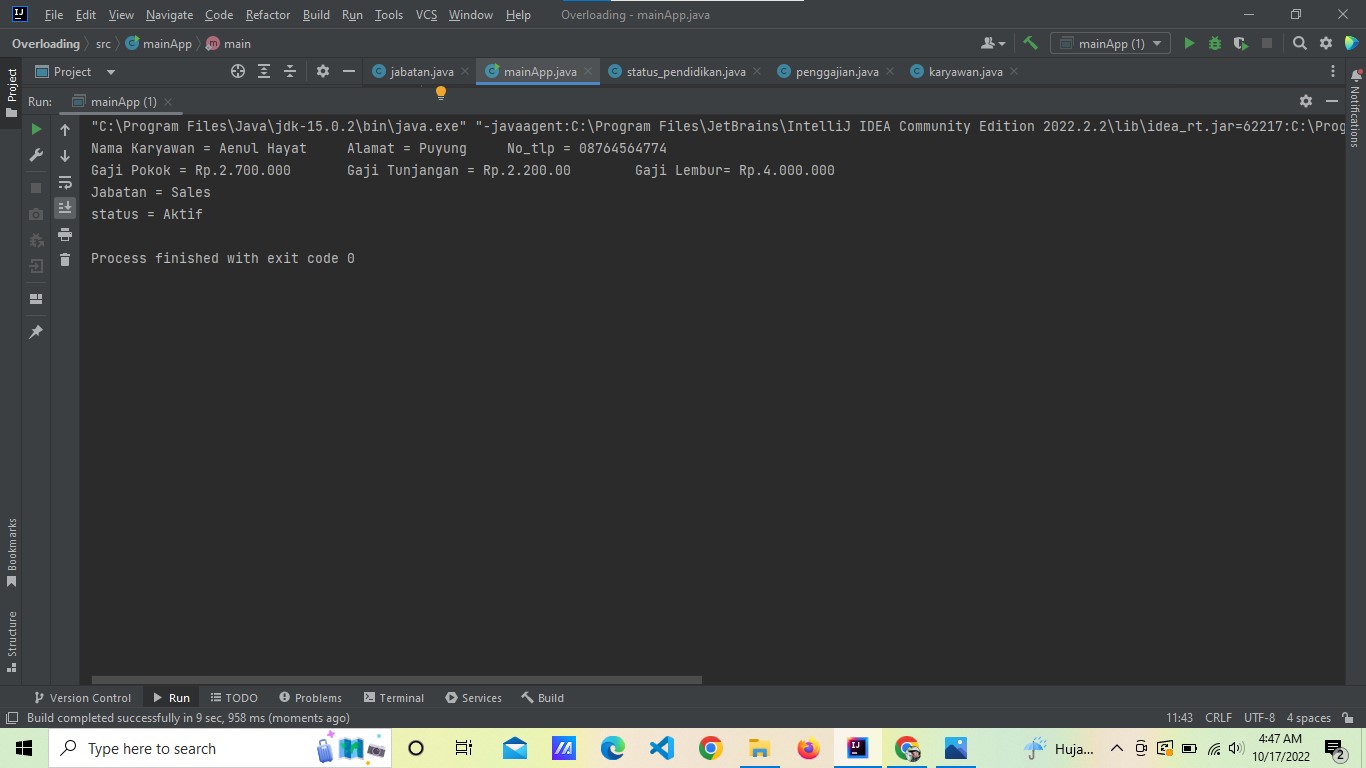 File Edit View Navigate Code Refactor Build Run Tools VCS Window Help Overloading - mainApp.java
Overloading src mainApp main mainApp (1)
Project Project jabatan.java mainApp.java status_pendidikan.java penggajian.java karyawan.java
Notifications
Run: mainApp (1)
"C:\Program Files\Java\jdk-15.0.2\bin\java.exe" "-javaagent:C:\Program Files\JetBrains\IntelliJ IDEA Community Edition 2022.2.2\lib\idea_rt.jar=62217:C:\Prog
Nama Karyawan = Aenul Hayat     Alamat = Puyung     No_tlp = 08764564774
Gaji Pokok = Rp.2.700.000       Gaji Tunjangan = Rp.2.200.00        Gaji Lembur= Rp.4.000.000
Jabatan = Sales
status = Aktif
Process finished with exit code 0
Bookmarks
Structure
Version Control Run TODO Problems Terminal Services Build
Build completed successfully in 9 sec, 958 ms (moments ago) 11:43 CRLF UTF-8 4 spaces
Type here to search Huja... 4:47 AM
10/17/2022 2